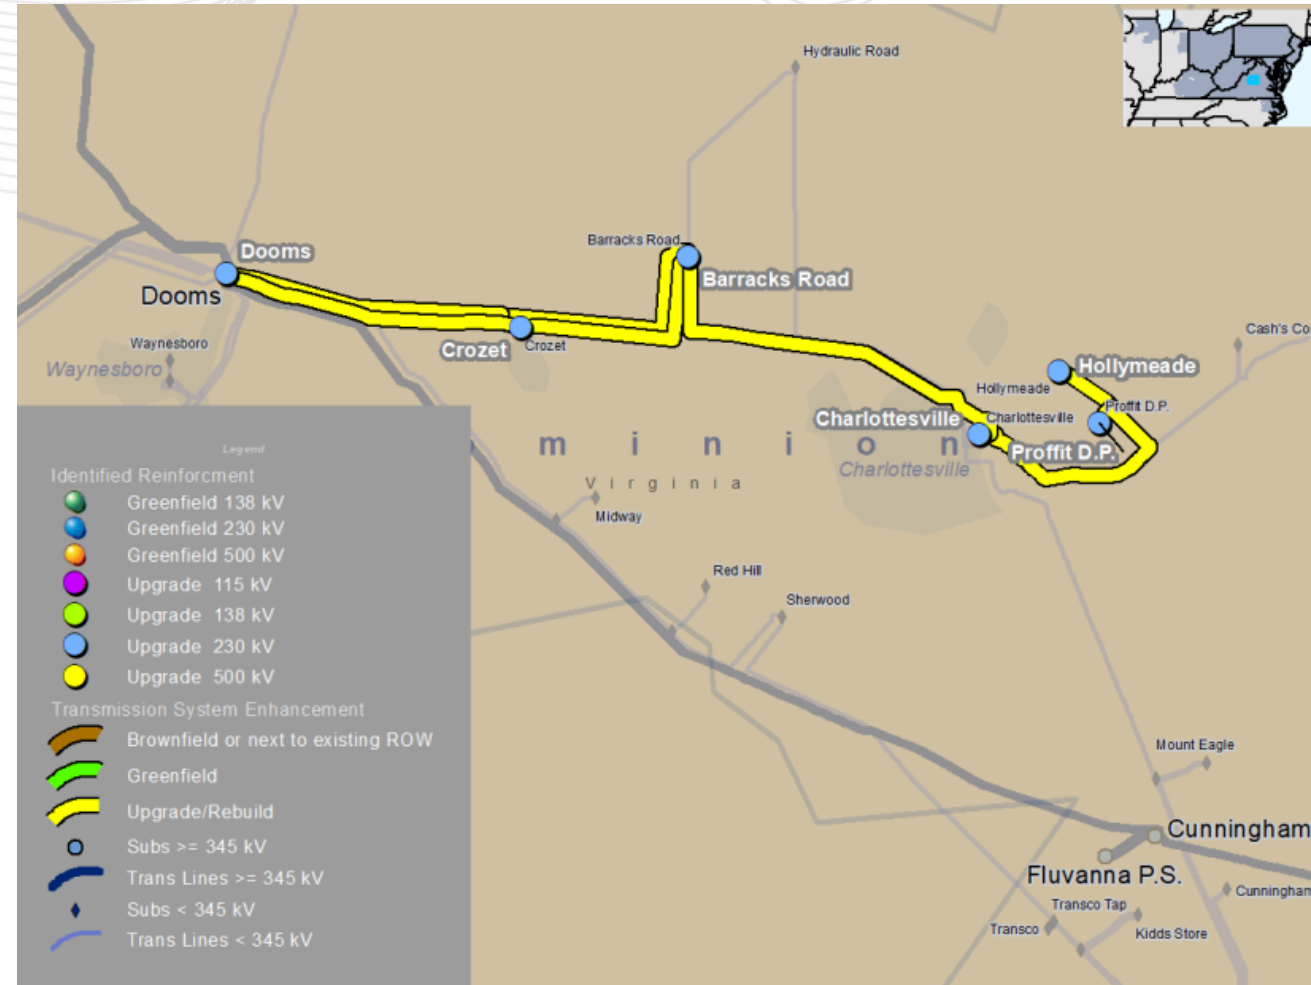 Hydraulic Road
Barracks Road
Dooms
Barracks Road
Dooms
Crozet
Crozet
Waynesboro
Waynesboro
Cash's Co
Hollymeade
Hollymeade
Proffit D.P.
Charlottesville
Charlottesville
Proffit D.P.
minion
Charlottesville
Virginia
Midway
Red Hill
Sherwood
Mount Eagle
Cunningham
Fluvanna P.S.
Cunningham
Transco Tap
Transco
Kidds Store
Legend
Identified Reinforcment
Greenfield 138 kV
Greenfield 230 kV
Greenfield 500 kV
Upgrade 115 kV
Upgrade 138 kV
Upgrade 230 kV
Upgrade 500 kV
Transmission System Enhancement
Brownfield or next to existing ROW
Greenfield
Upgrade/Rebuild
Subs >= 345 kV
Trans Lines >= 345 kV
Subs < 345 kV
Trans Lines < 345 kV